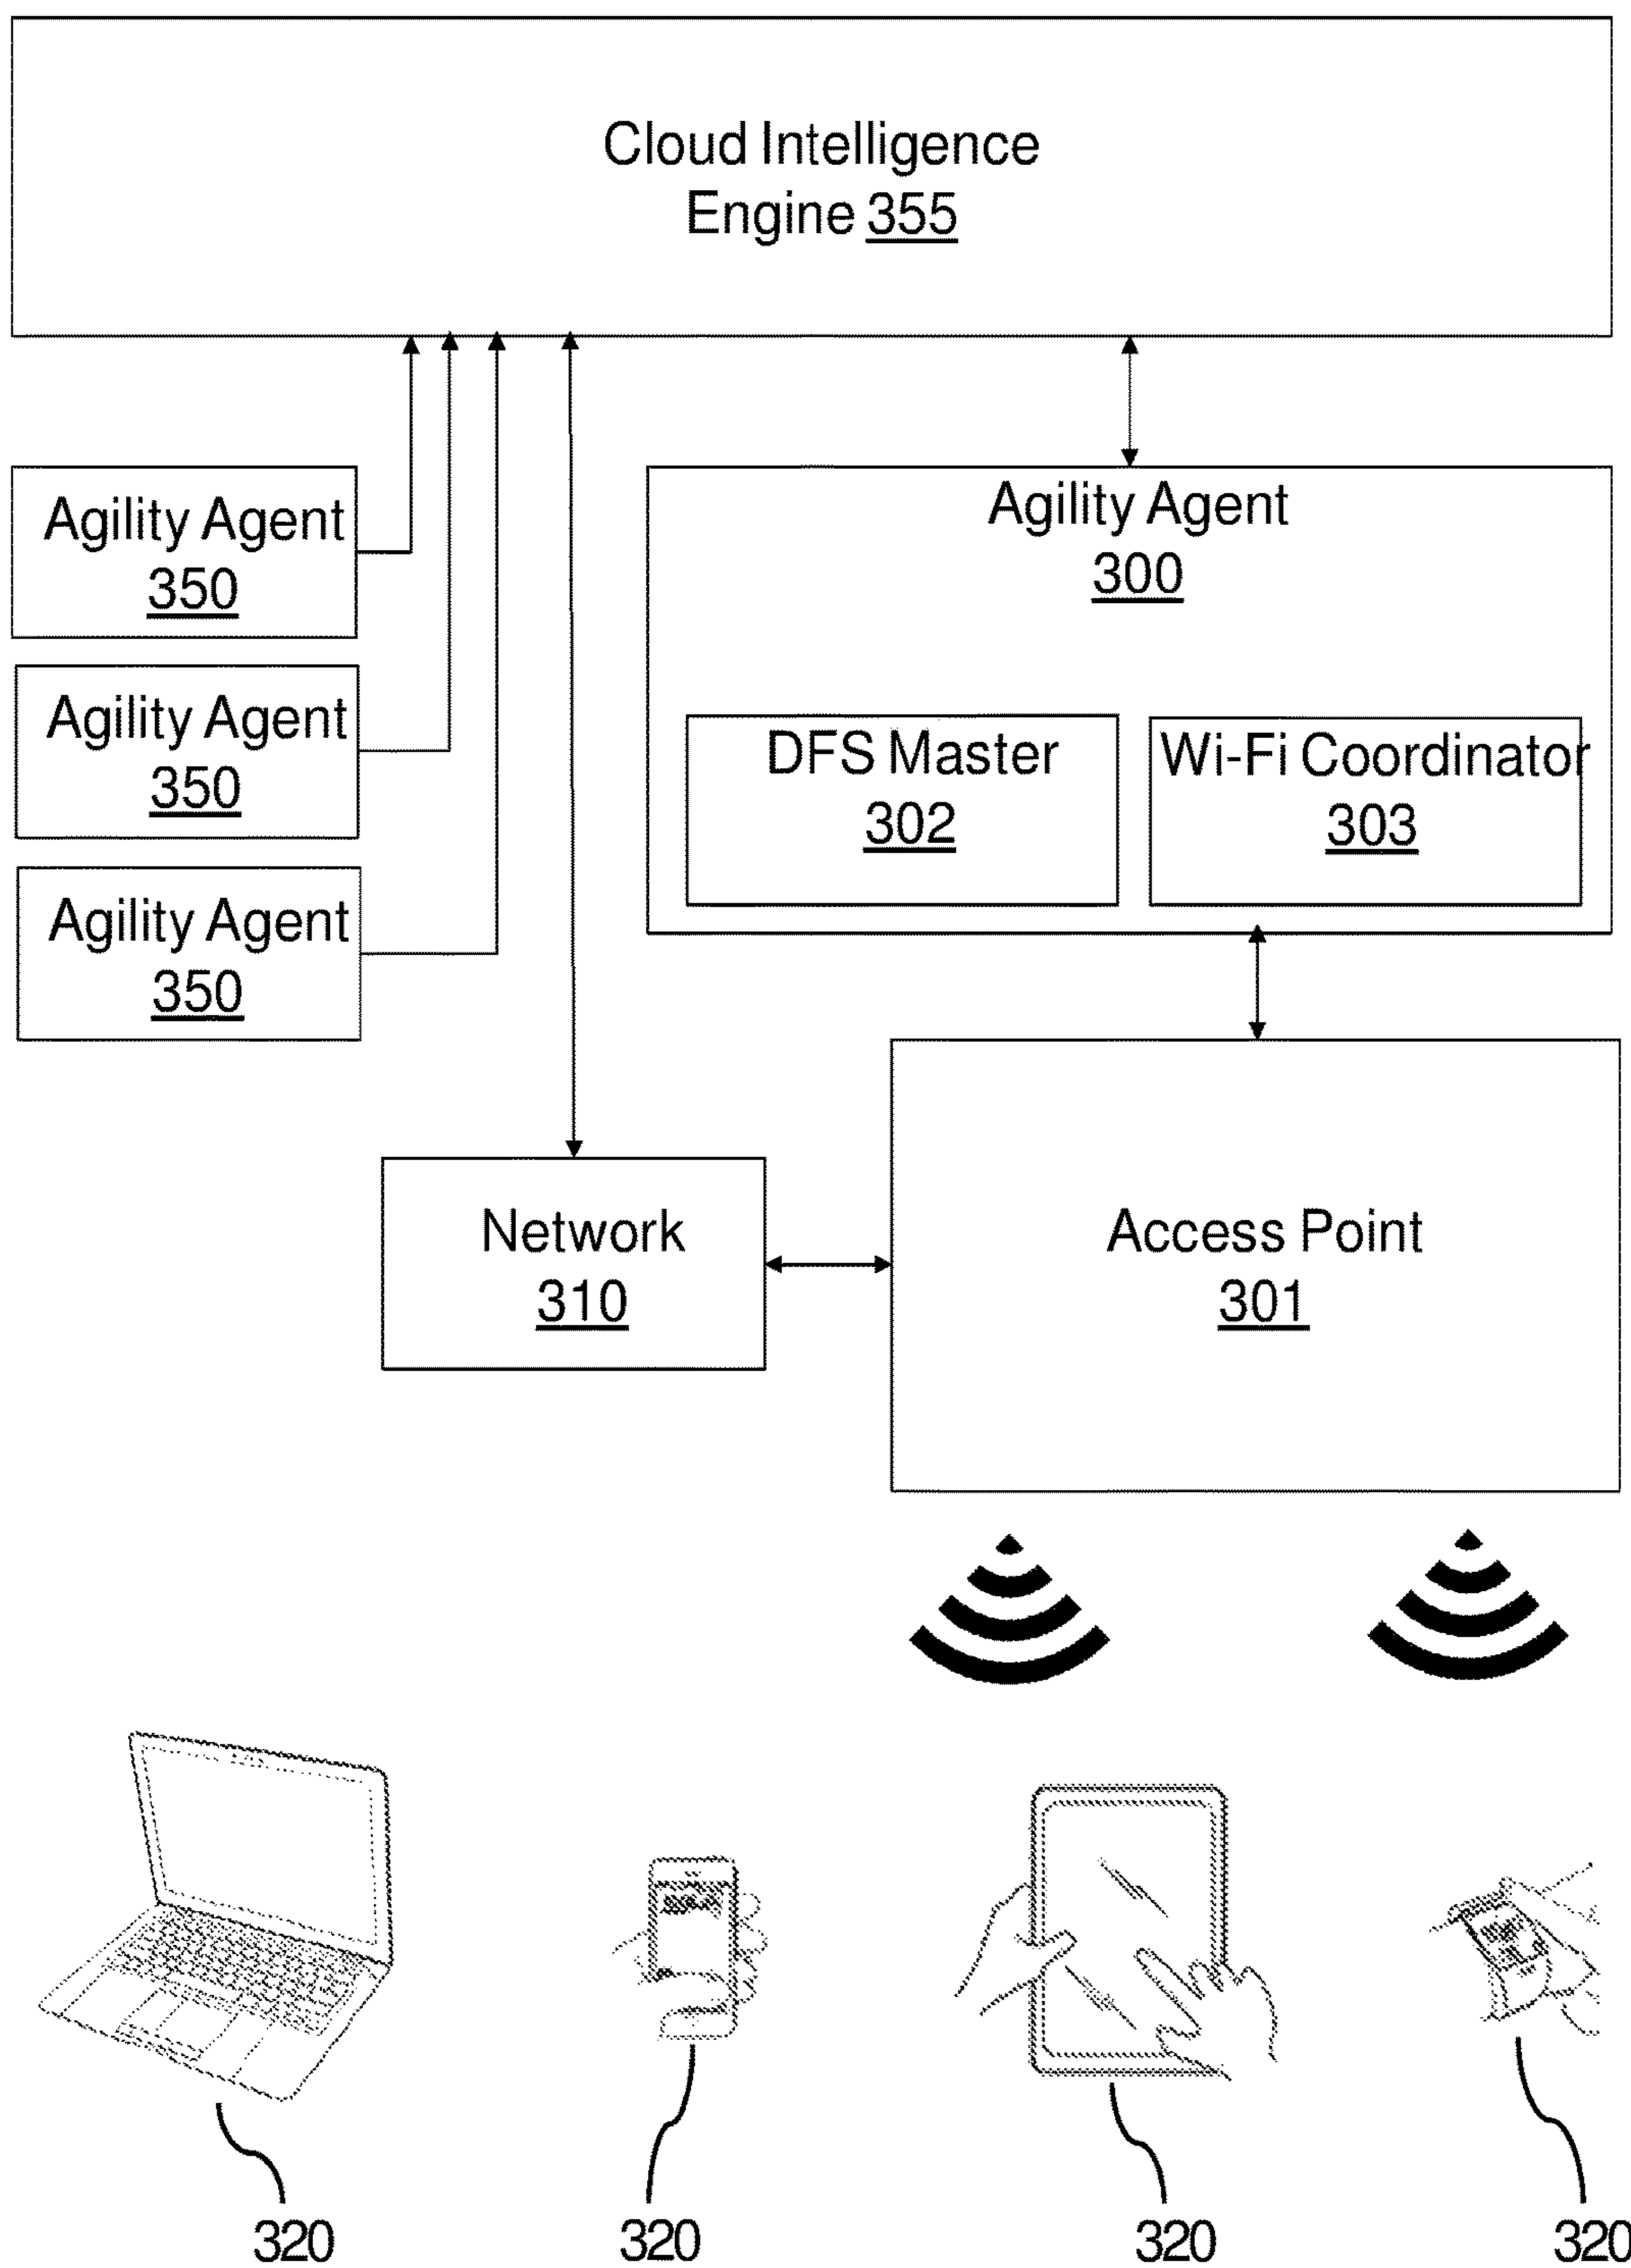 Cloud Intelligence
Engine 355
Agility Agent
350
Agility Agent
350
Agility Agent
350
Agility Agent
300
DFS Master
302
Wi-Fi Coordinator
303
Network
310
Access Point
301
320
320
320
320